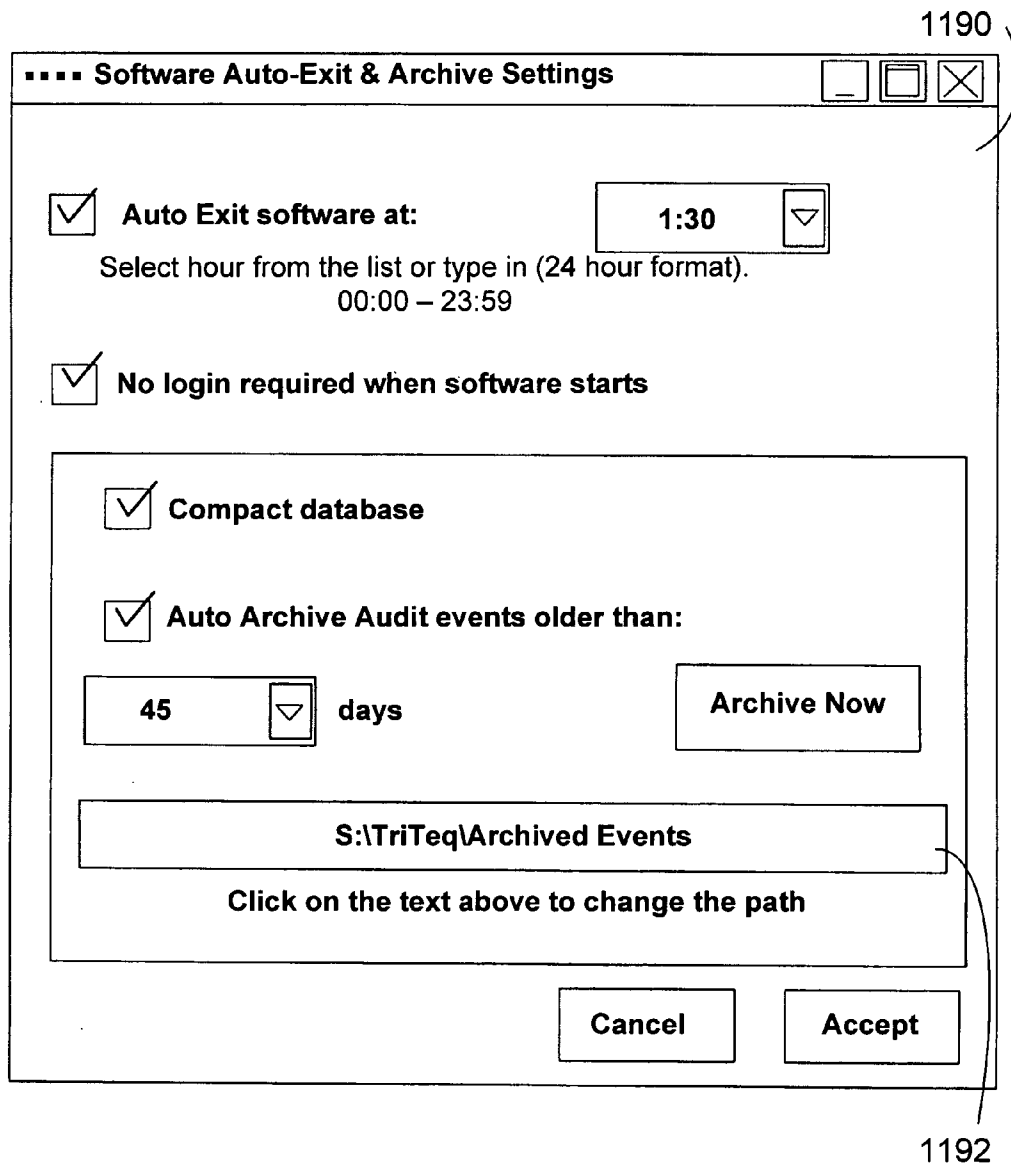 1190
Software Auto-Exit & Archive Settings
Auto Exit software at:
1:30
Select hour from the list or type in (24 hour format).
00:00 – 23:59
No login required when software starts
Compact database
Auto Archive Audit events older than:
45
days
Archive Now
S:\TriTeq\Archived Events
Click on the text above to change the path
Cancel
Accept
1192